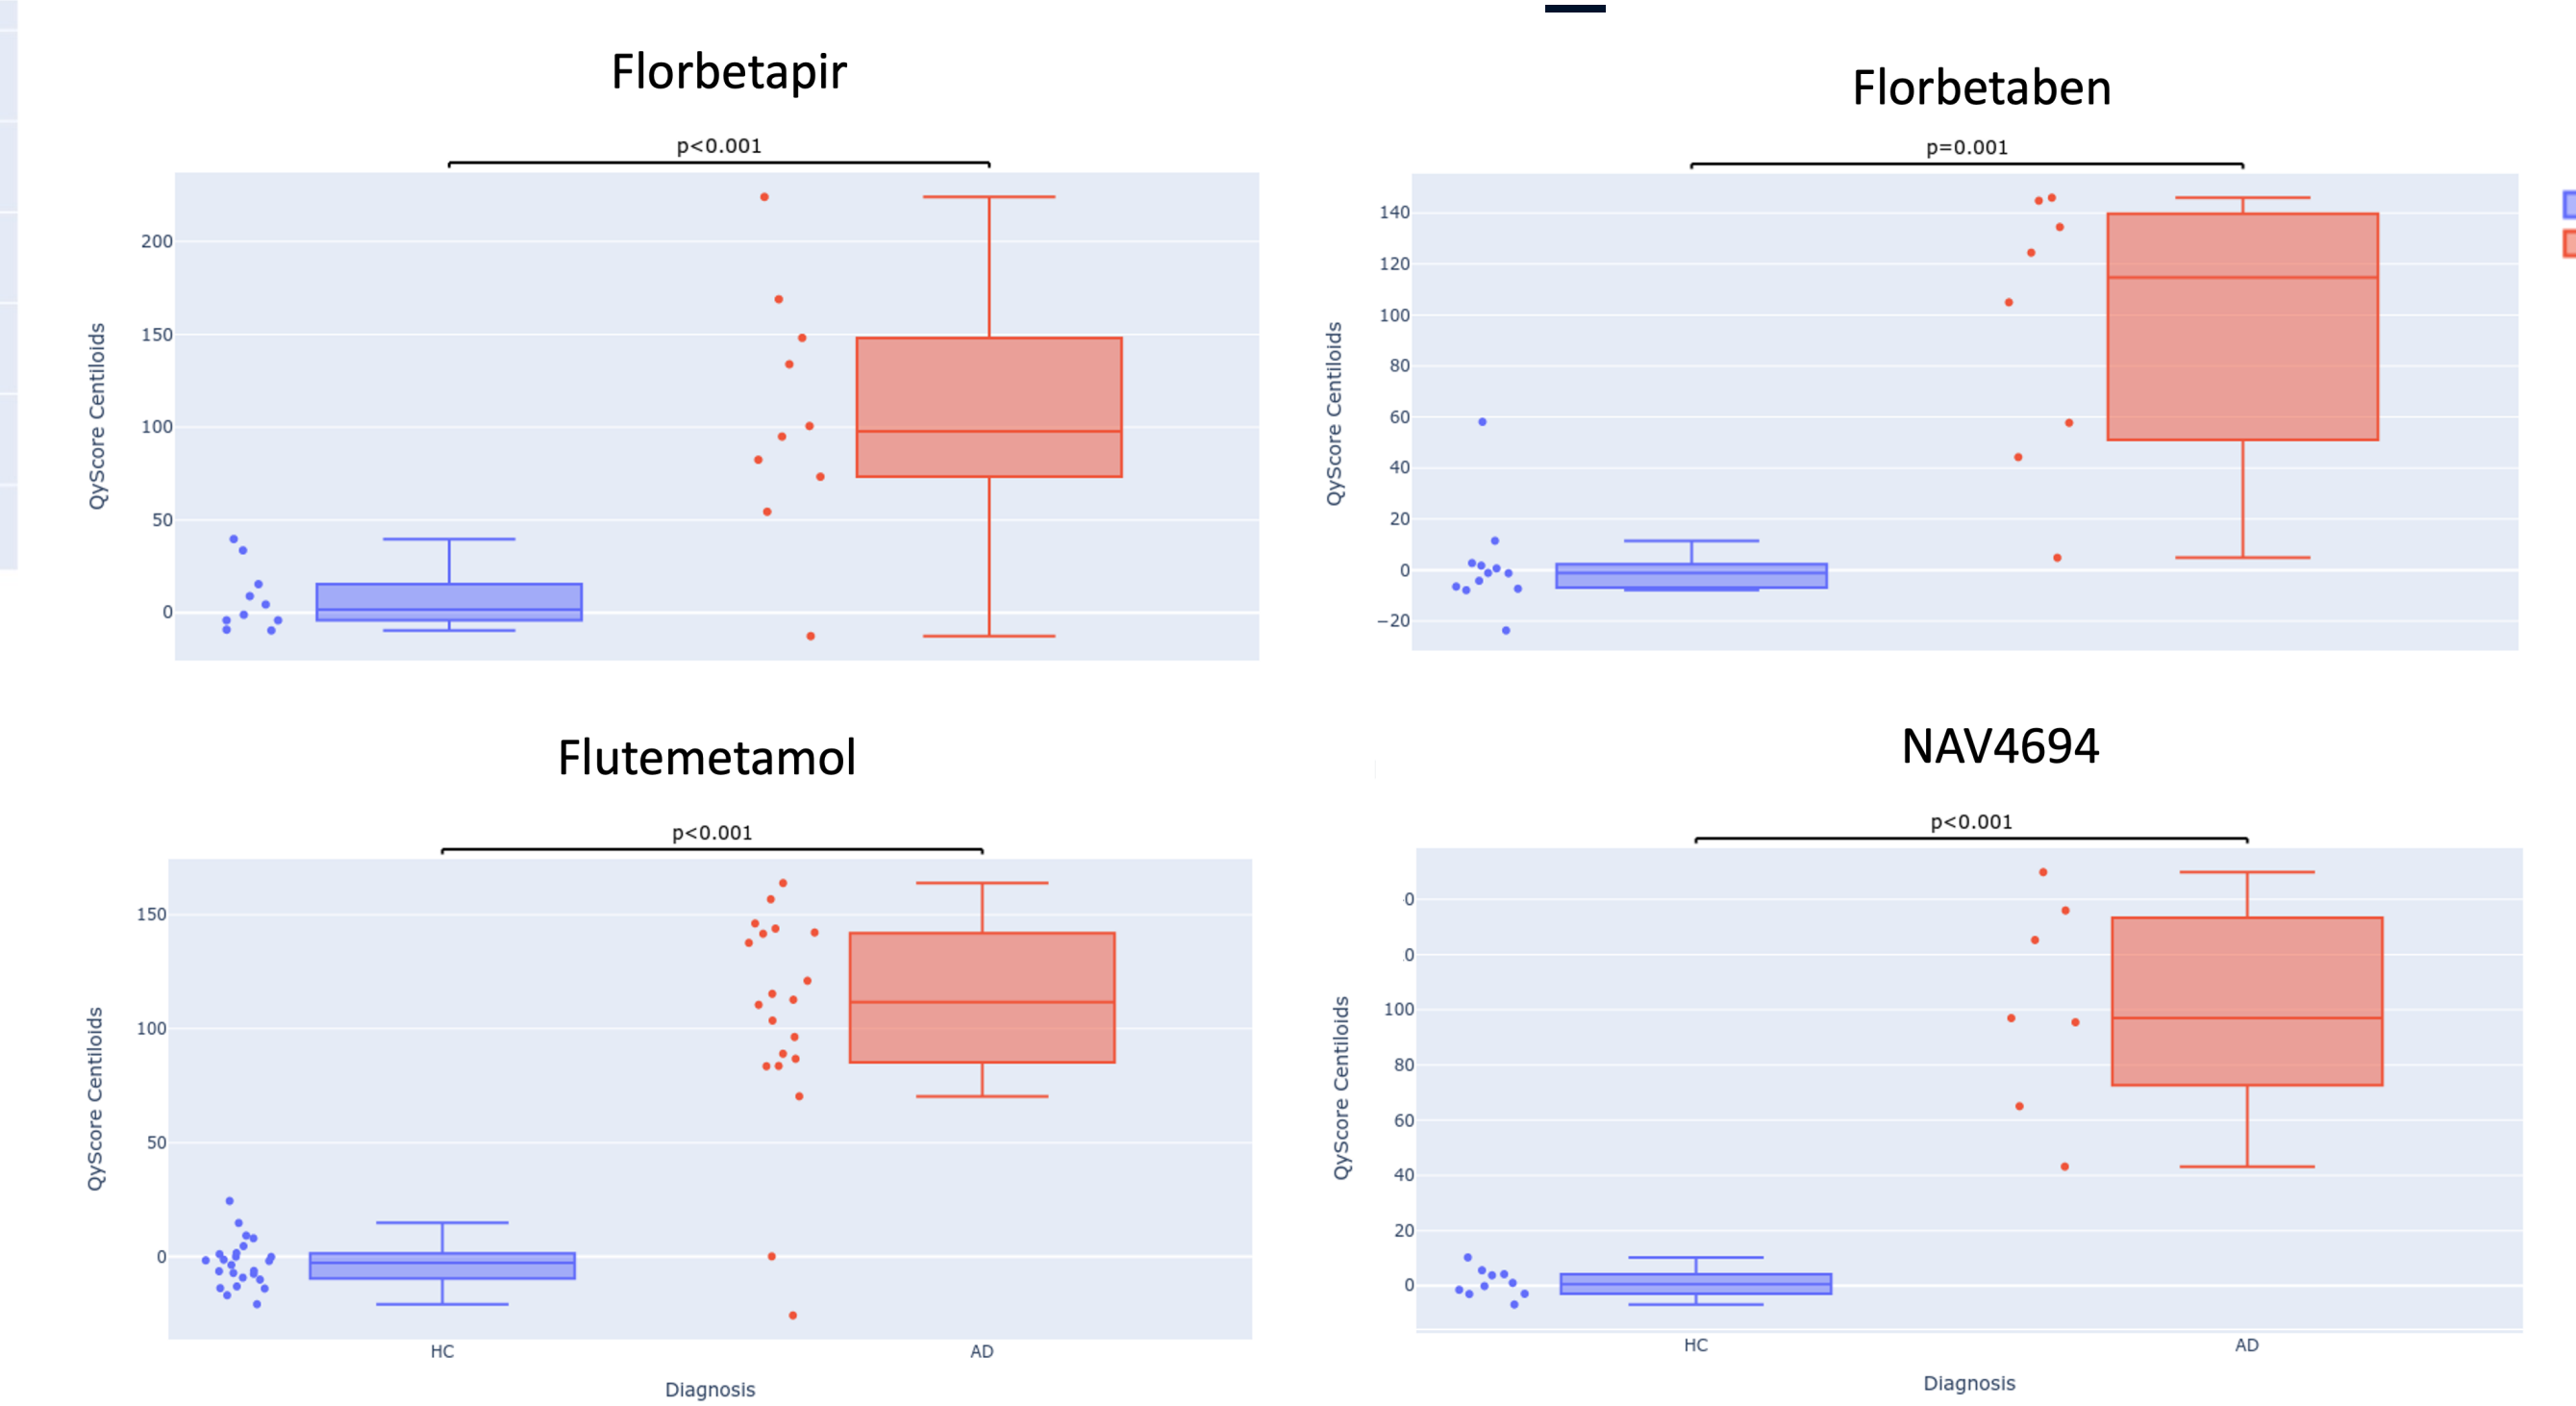 Florbetapir
p<0.001
QyScore Centiloids
200
150
100
50
0
Florbetaben
p=0.001
QyScore Centiloids
140
120
100
80
60
40
20
0
−20
Flutemetamol
p<0.001
QyScore Centiloids
150
100
50
0
HC
AD
Diagnosis
NAV4694
p<0.001
QyScore Centiloids
0
0
100
80
60
40
20
0
HC
AD
Diagnosis